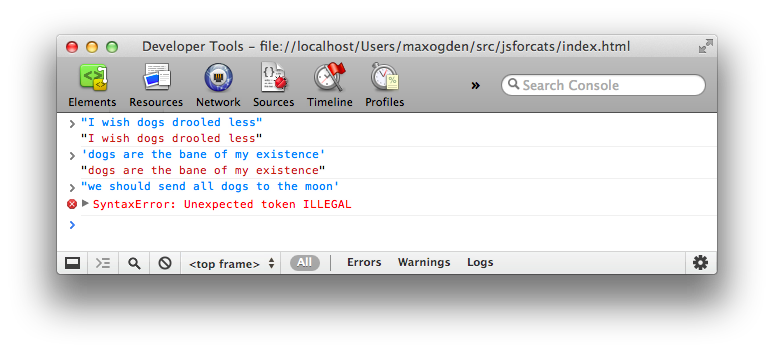 Developer Tools - file://localhost/Users/maxogden/src/jsforcats/index.html
Elements Resources Network Sources Timeline Profiles » Search Console
> "I wish dogs drooled less"
"I wish dogs drooled less"
> 'dogs are the bane of my existence'
"dogs are the bane of my existence"
> "we should send all dogs to the moon'
SyntaxError: Unexpected token ILLEGAL
>
<top frame> All Errors Warnings Logs